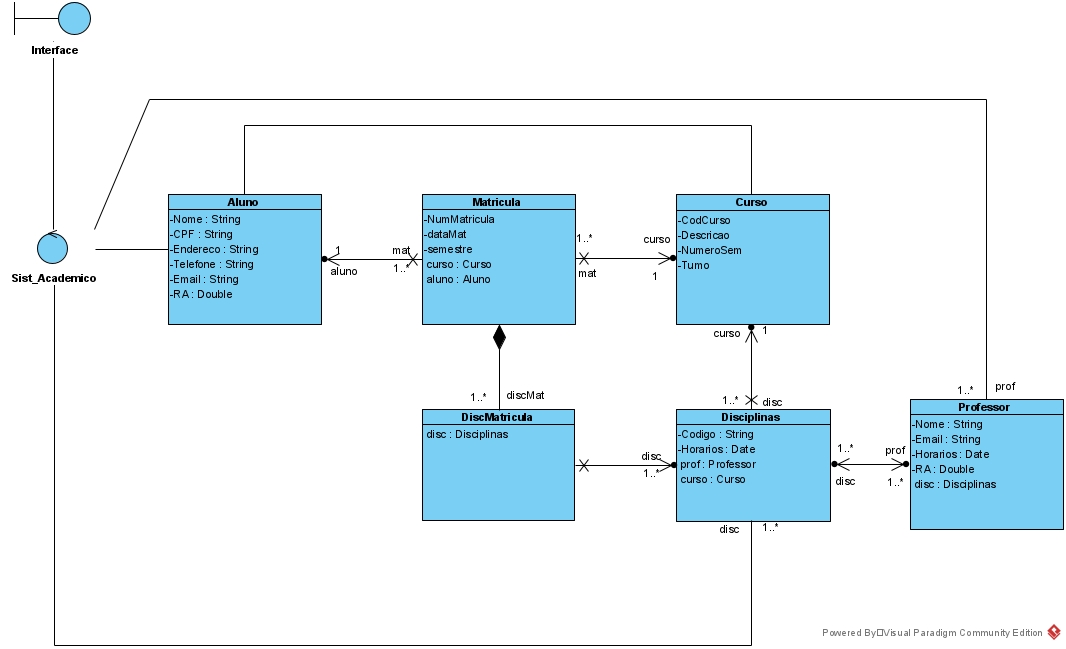 Interface
Sist_Academico
Aluno
-Nome : String
-CPF : String
-Endereco : String
-Telefone : String
-Email : String
-RA : Double
1
aluno
mat
1..*
Matricula
-NumMatricula
-dataMat
-semestre
curso : Curso
aluno : Aluno
1..*
mat
curso
1
Curso
-CodCurso
-Descricao
-NumeroSem
-Turno
curso
1
1..*
discMat
1..*
disc
DiscMatricula
disc : Disciplinas
disc
1..*
Disciplinas
-Codigo : String
-Horarios : Date
prof : Professor
curso : Curso
disc
1..*
1..*
disc
prof
1..*
1..*
prof
Professor
-Nome : String
-Email : String
-Horarios : Date
-RA : Double
disc : Disciplinas
Powered By Visual Paradigm Community Edition